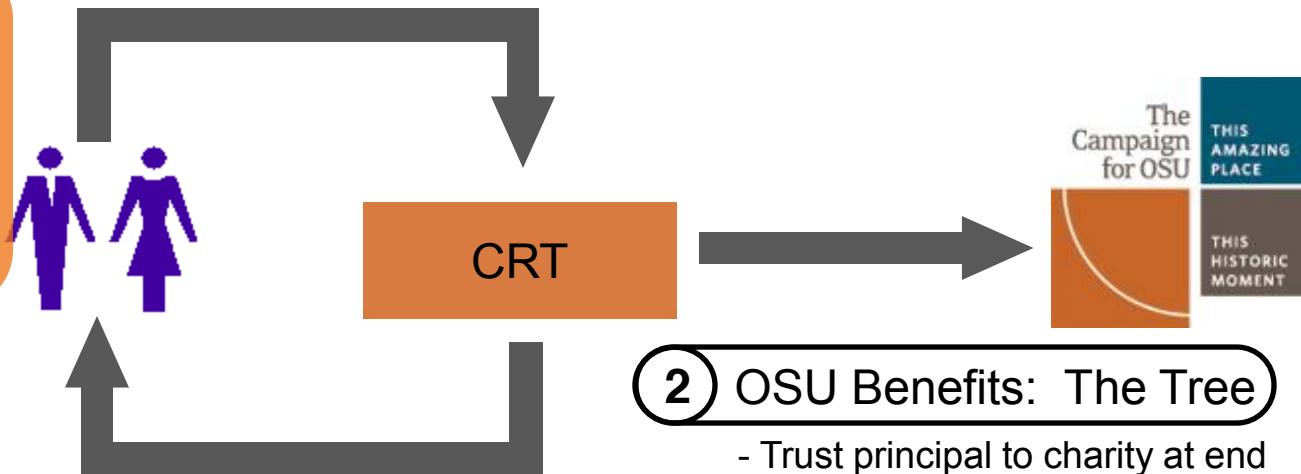 The
Campaign
for OSU
THIS
AMAZING
PLACE
THIS
HISTORIC
MOMENT
CRT
2 OSU Benefits: The Tree
- Trust principal to charity at end